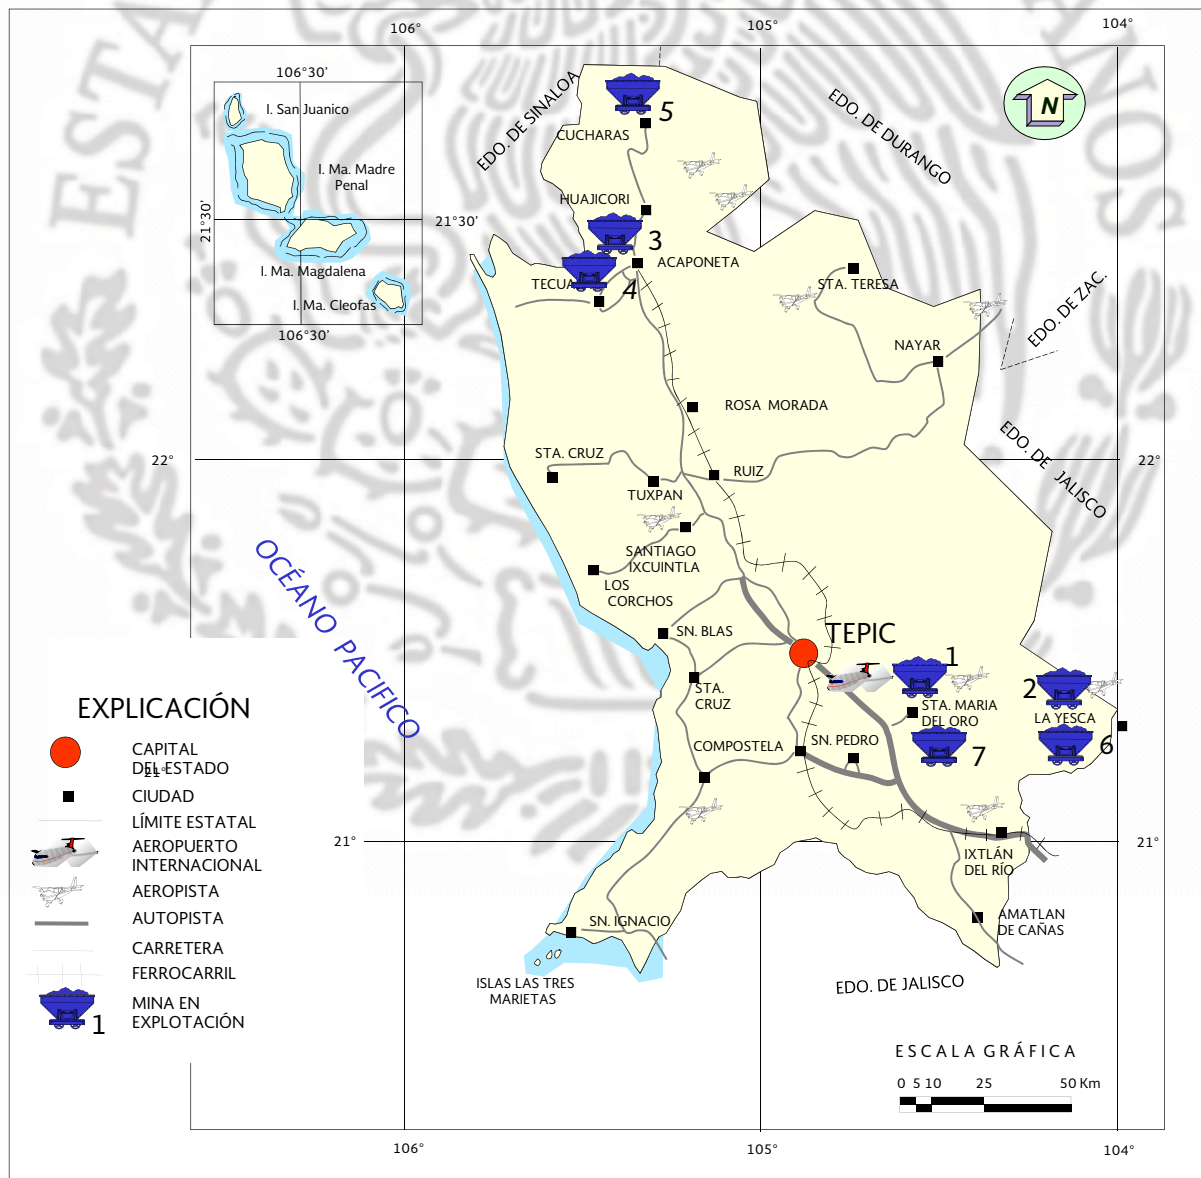 106°
105°
104°
106°30'
I. San Juanico
I. Ma. Madre
Penal
21°30'
21°30'
I. Ma. Magdalena
I. Ma. Cleofas
106°30'
EDO. DE SINALOA
EDO. DE DURANGO
N
5
CUCHARAS
HUAJICORI
3
ACAPONETA
TECUA
4
STA. TERESA
EDO. DE ZAC.
NAYAR
ROSA MORADA
EDO. DE JALISCO
22°
22°
STA. CRUZ
RUIZ
TUXPAN
SANTIAGO
IXCUINTLA
LOS
CORCHOS
OCÉANO PACIFICO
SN. BLAS
TEPIC
1
2
STA.
CRUZ
STA. MARIA
DEL ORO
LA YESCA
COMPOSTELA
SN. PEDRO
7
6
21°
21°
IXTLÁN
DEL RÍO
AMATLAN
DE CAÑAS
SN. IGNACIO
ISLAS LAS TRES
MARIETAS
EDO. DE JALISCO
EXPLICACIÓN
CAPITAL
DEL ESTADO
21°
CIUDAD
LÍMITE ESTATAL
AEROPUERTO
INTERNACIONAL
AEROPISTA
AUTOPISTA
CARRETERA
FERROCARRIL
MINA EN
EXPLOTACIÓN
1
ESCALA GRÁFICA
0 5 10 25 50 Km
106°
105°
104°
ESTA
ANOS